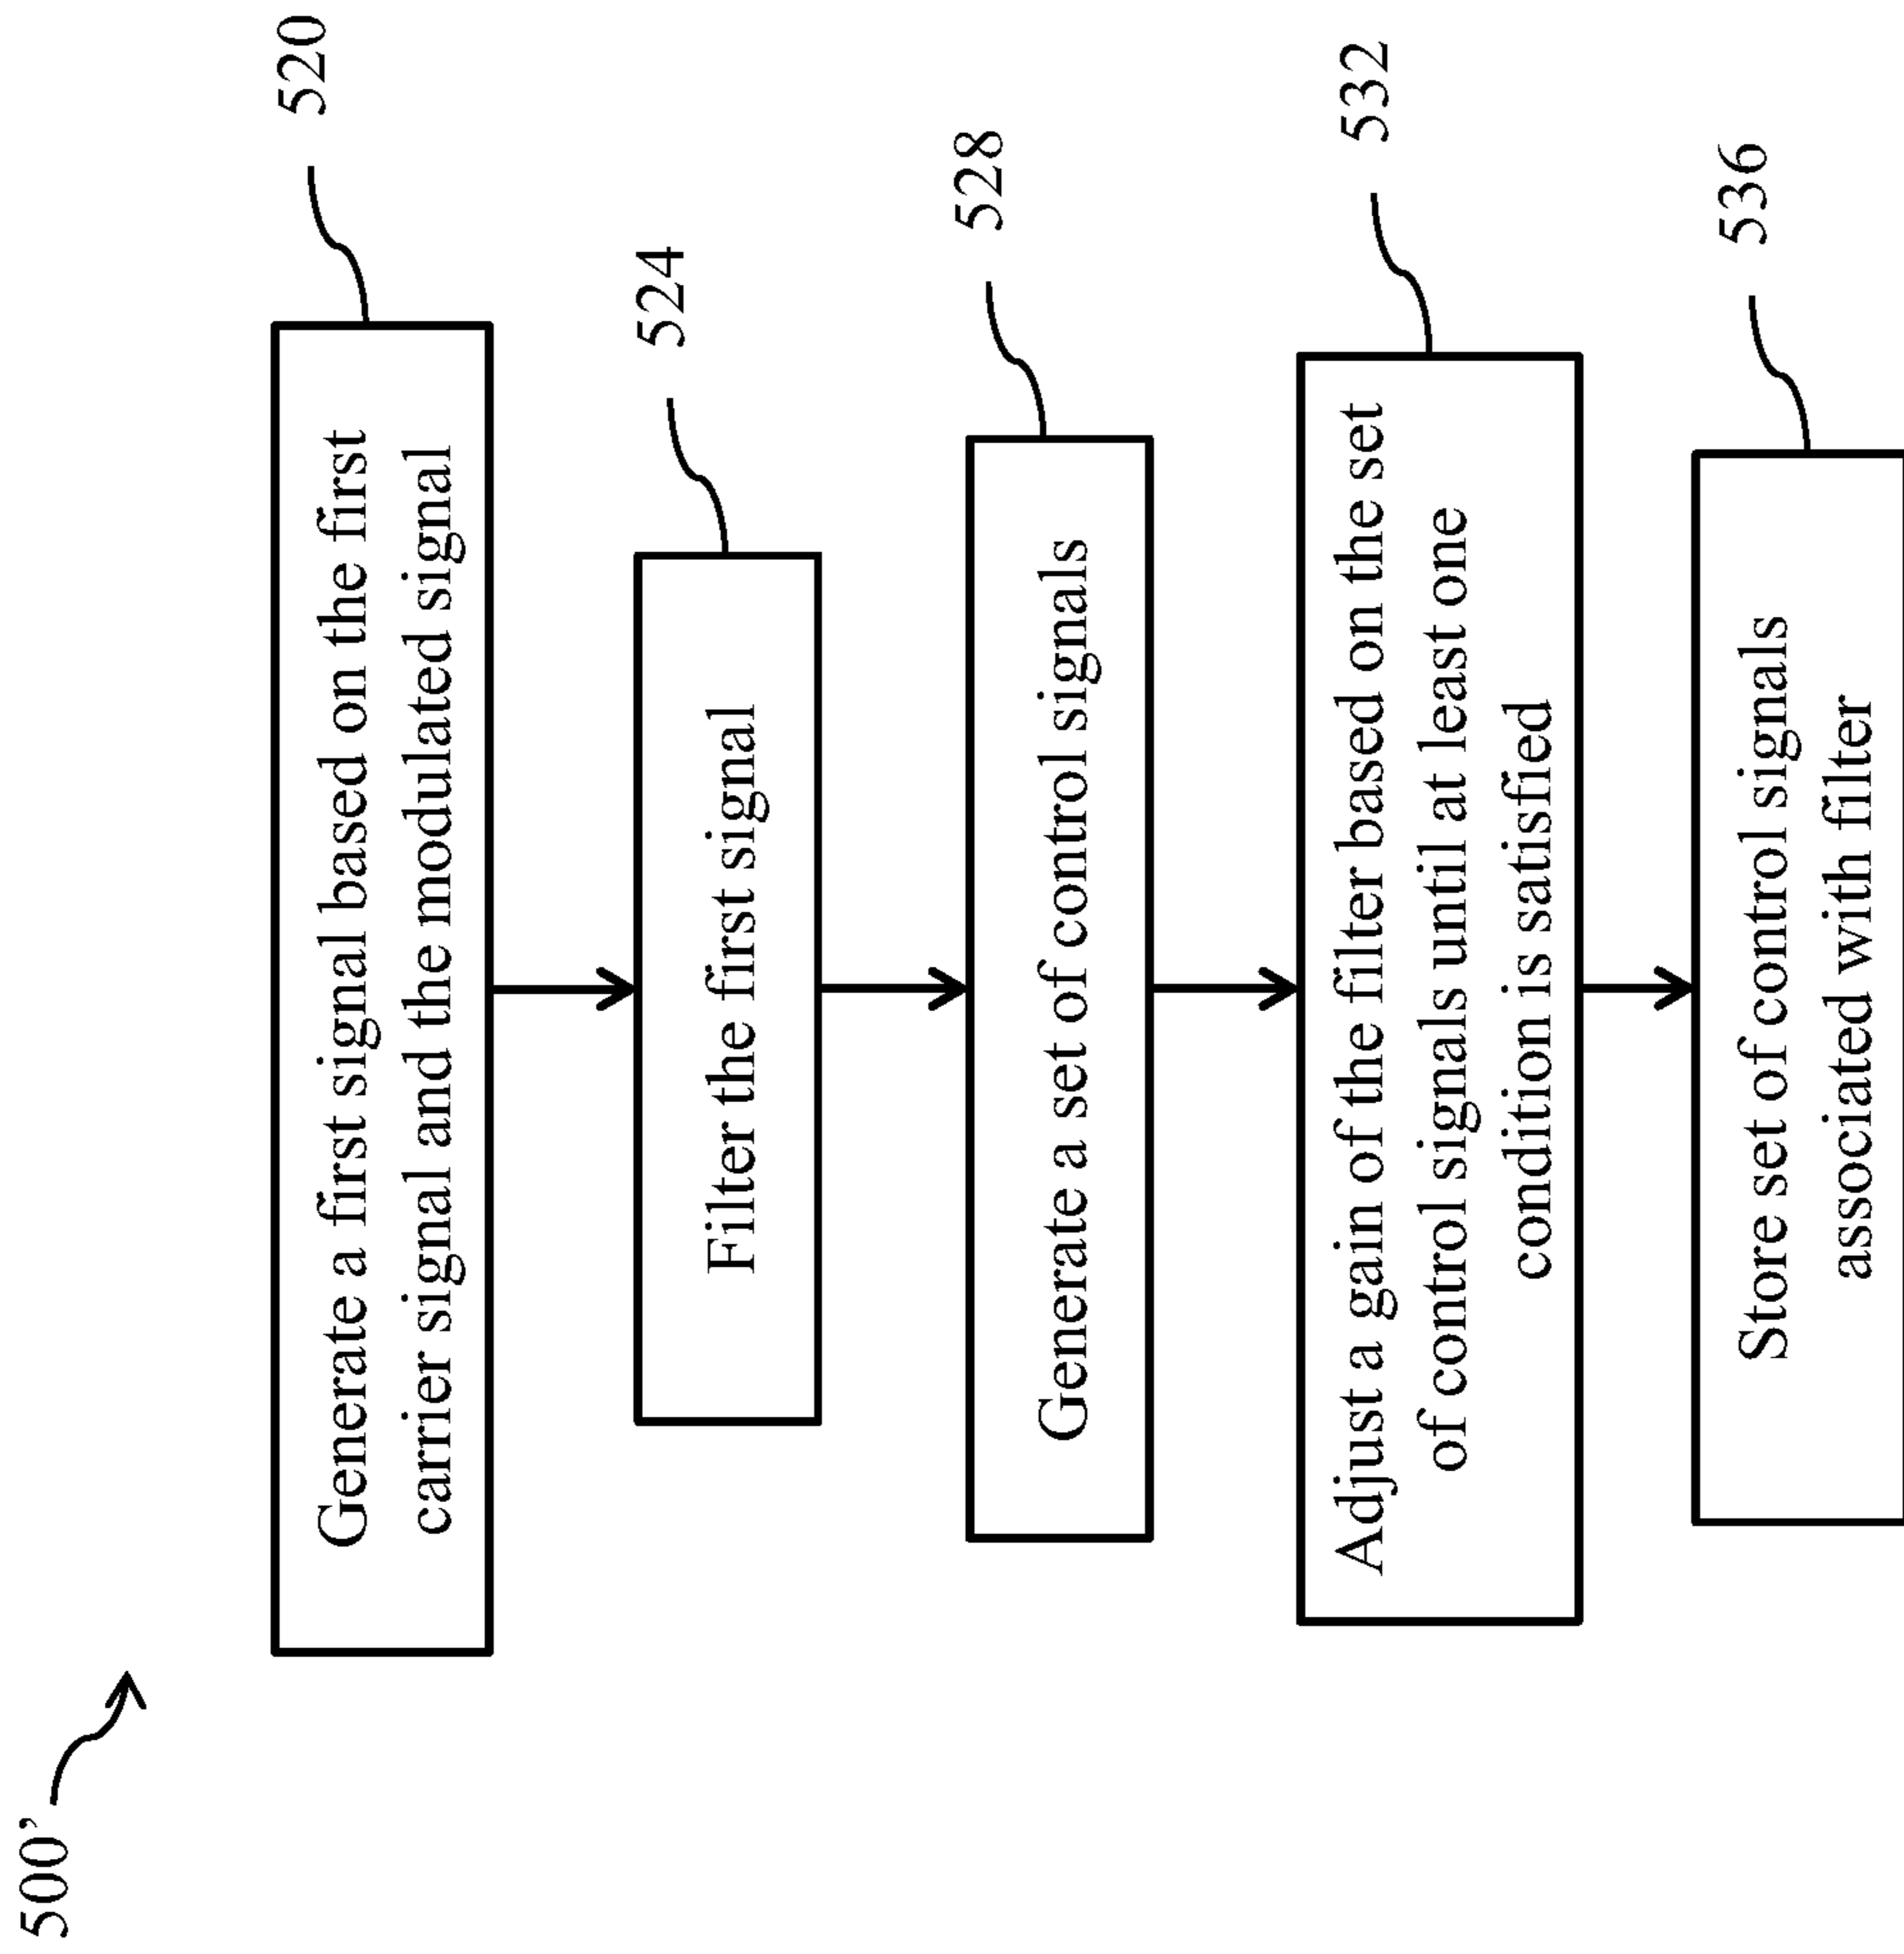 500’
520
Generate a first signal based on the first
carrier signal and the modulated signal
524
Filter the first signal
528
Generate a set of control signals
532
Adjust a gain of the filter based on the set
of control signals until at least one
condition is satisfied
536
Store set of control signals
associated with filter